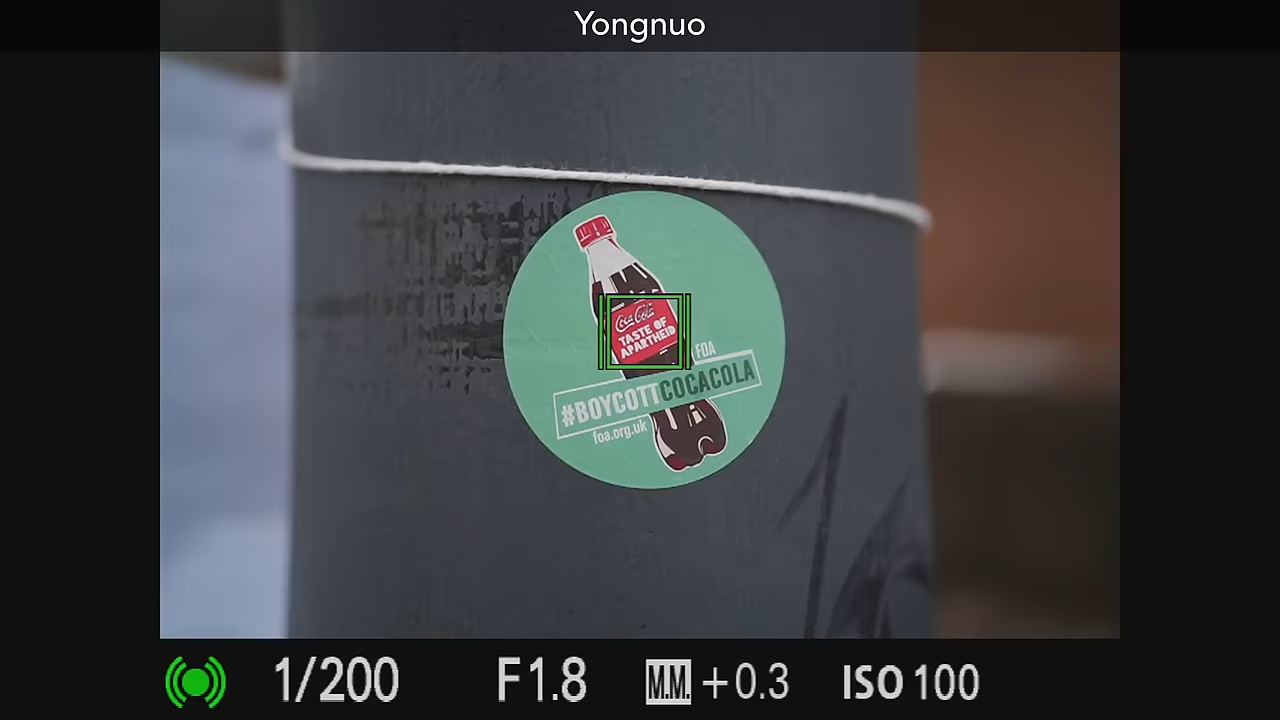 Yongnuo
Coca-Cola
TASTE OF
APARTHEID
FOA
#BOYCOTTCOCACOLA
foa.org.uk
1/200 F1.8 M.M. +0.3 ISO 100